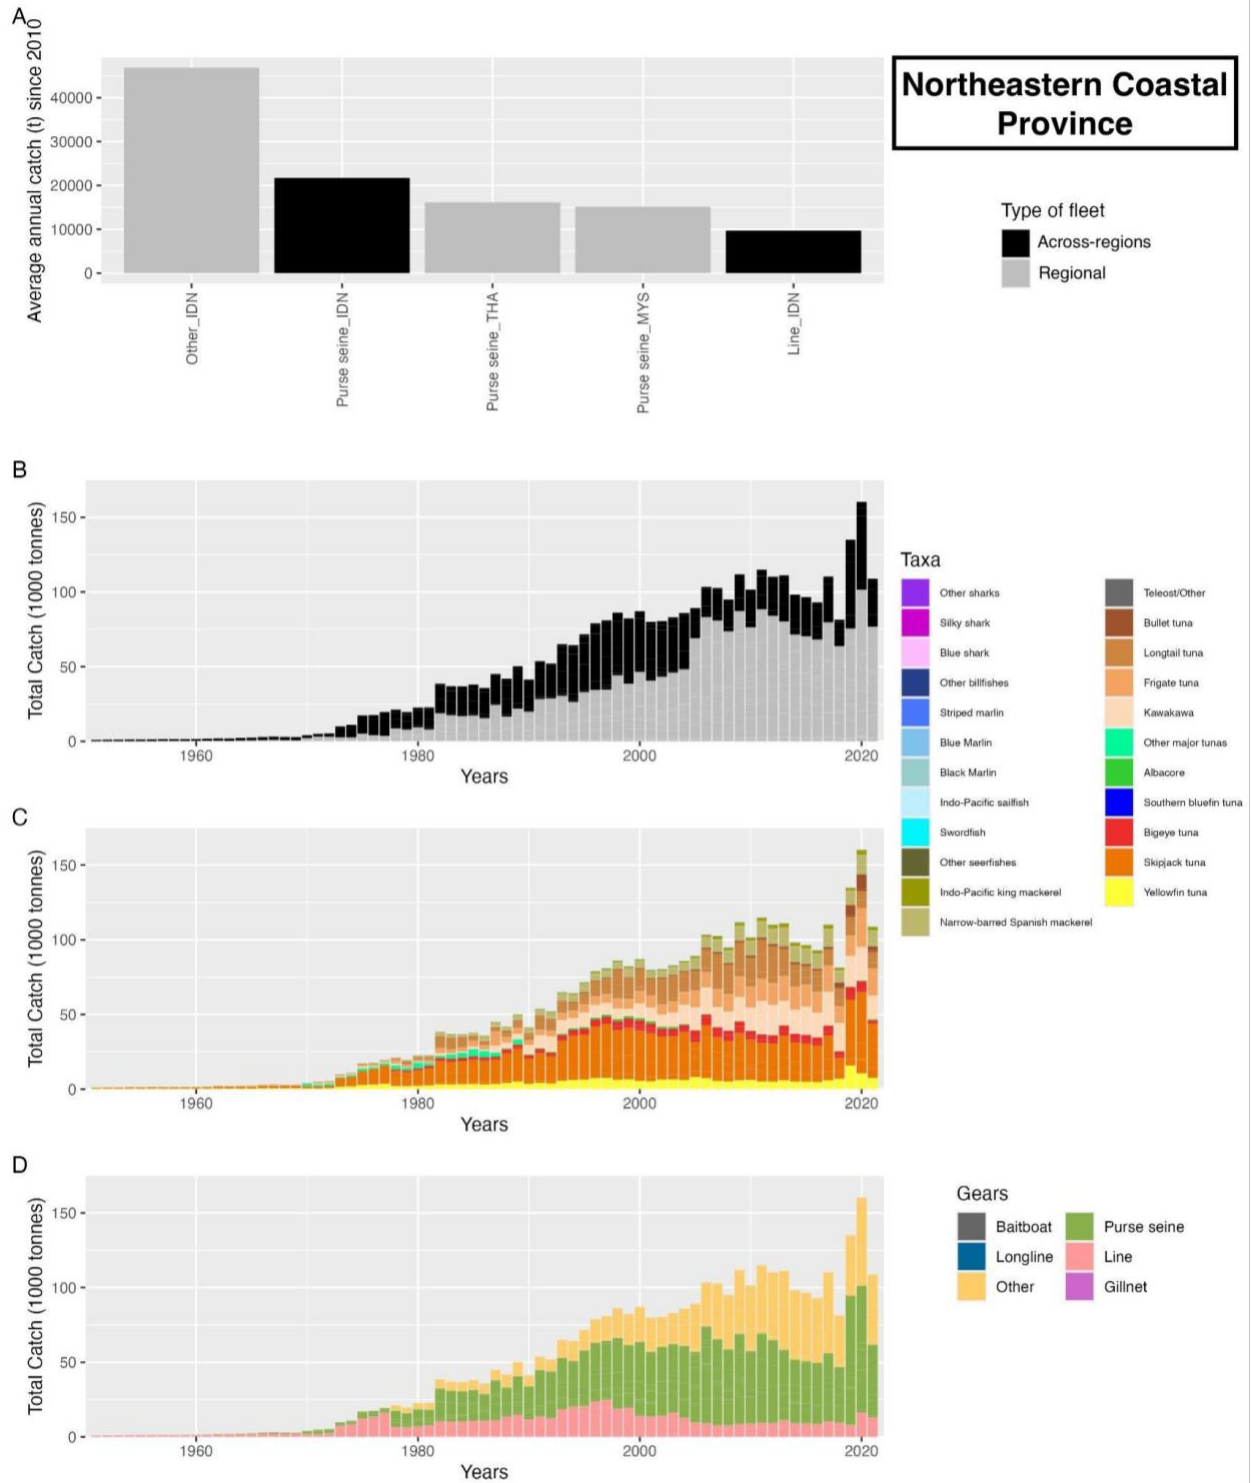 A
Average annual catch (t) since 2010
40000
30000
20000
10000
0
Other_IDN
Purse seine_IDN
Purse seine_THA
Purse seine_MYS
Line_IDN
Northeastern Coastal
Province
Type of fleet
Across-regions
Regional
B
Total Catch (1000 tonnes)
150
100
50
0
1960 1980 2000 2020
Years
Taxa
Other sharks
Silky shark
Blue shark
Other billfishes
Striped marlin
Blue Marlin
Black Marlin
Indo-Pacific sailfish
Swordfish
Other seerfishes
Indo-Pacific king mackerel
Narrow-barred Spanish mackerel
Teleost/Other
Bullet tuna
Longtail tuna
Frigate tuna
Kawakawa
Other major tunas
Albacore
Southern bluefin tuna
Bigeye tuna
Skipjack tuna
Yellowfin tuna
C
Total Catch (1000 tonnes)
150
100
50
0
1960 1980 2000 2020
Years
D
Total Catch (1000 tonnes)
150
100
50
0
1960 1980 2000 2020
Years
Gears
Baitboat
Longline
Other
Purse seine
Line
Gillnet